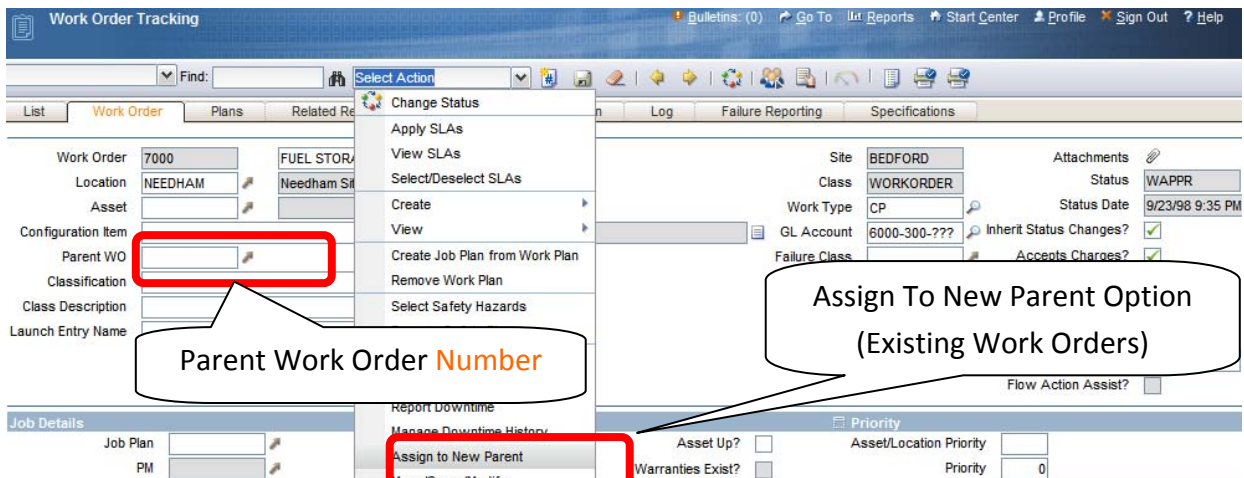 Work Order Tracking
Bulletins: (0) Go To Reports Start Center Profile Sign Out ? Help
Find: Select Action
List Work Order Plans Related Re Log Failure Reporting Specifications
Change Status
Apply SLAs
View SLAs
Select/Deselect SLAs
Create
View
Create Job Plan from Work Plan
Remove Work Plan
Select Safety Hazards
Report Downtime
Manage Downtime History
Assign to New Parent
Work Order 7000 FUEL STORA
Location NEEDHAM Needham Sit
Asset
Configuration Item
Parent WO
Classification
Class Description
Launch Entry Name
Site BEDFORD
Class WORKORDER
Work Type CP
GL Account 6000-300-???
Failure Class
Attachments
Status WAPPR
Status Date 9/23/98 9:35 PM
Inherit Status Changes?
Accepts Charges?
Flow Action Assist?
Parent Work Order Number
Assign To New Parent Option
(Existing Work Orders)
Job Details
Job Plan
PM
Asset Up?
Warranties Exist?
Priority
Asset/Location Priority
Priority 0